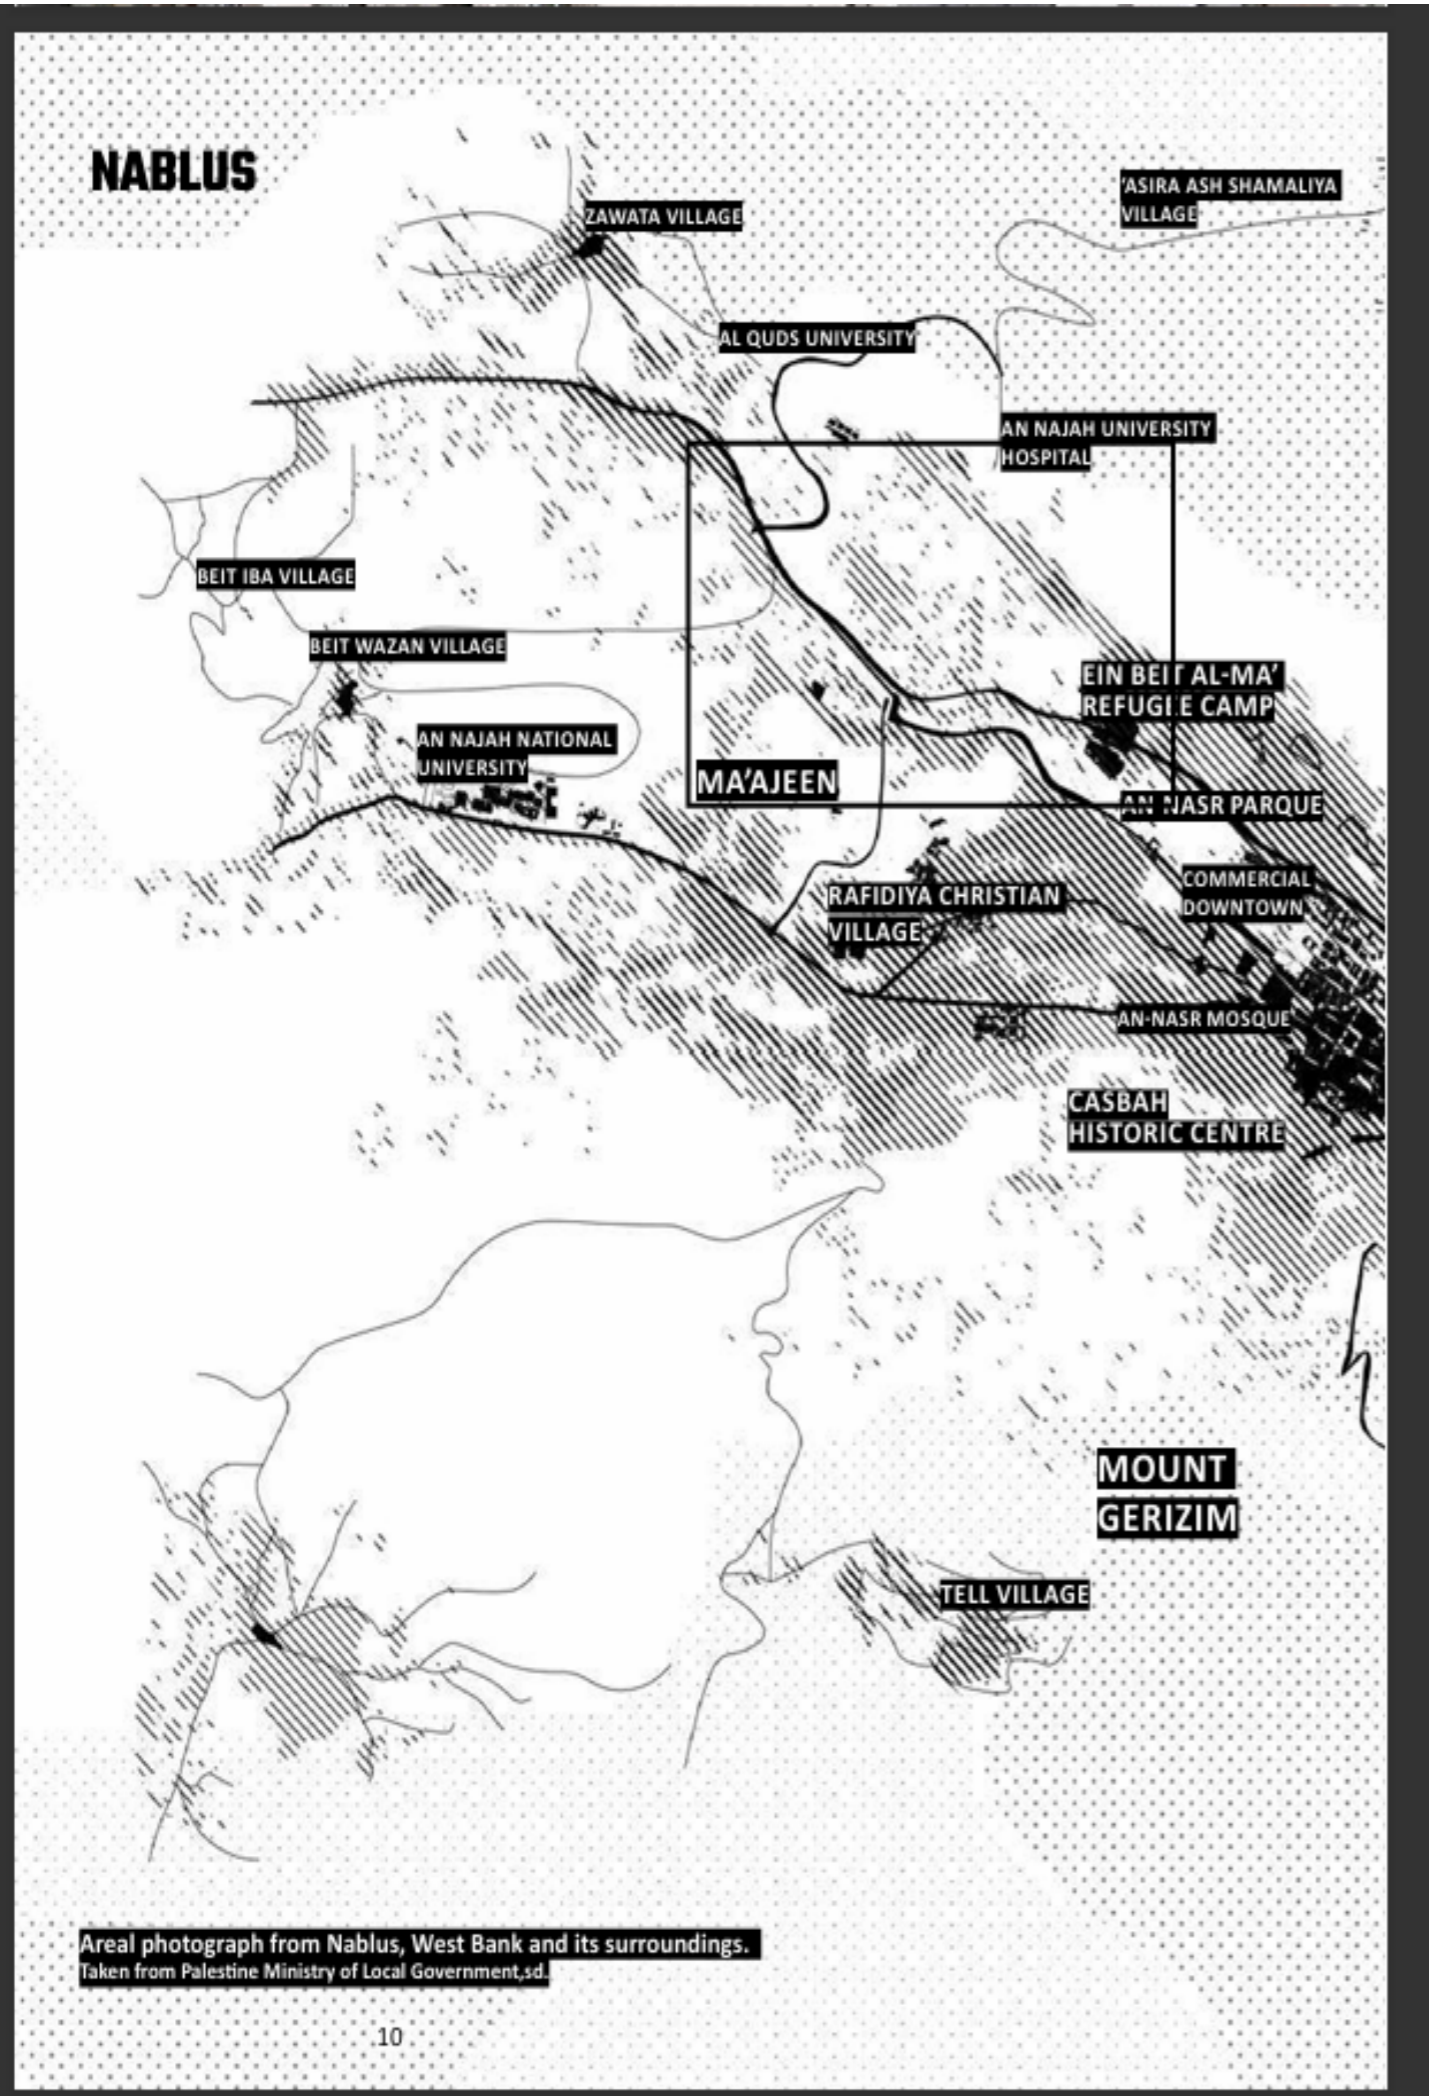 NABLUS
'ASIRA ASH SHAMALIYA
VILLAGE
ZAWATA VILLAGE
AL QUDS UNIVERSITY
AN NAJAH UNIVERSITY
HOSPITAL
BEIT IBA VILLAGE
BEIT WAZAN VILLAGE
EIN BEIT AL-MA'
REFUGEE CAMP
AN NAJAH NATIONAL
UNIVERSITY
MA'AJEEN
AN NASR PARQUE
COMMERCIAL
DOWNTOWN
RAFIDIYA CHRISTIAN
VILLAGE
AN-NASR MOSQUE
CASBAH
HISTORIC CENTRE
MOUNT
GERIZIM
TELL VILLAGE
Areal photograph from Nablus, West Bank and its surroundings.
Taken from Palestine Ministry of Local Government,sd.
10